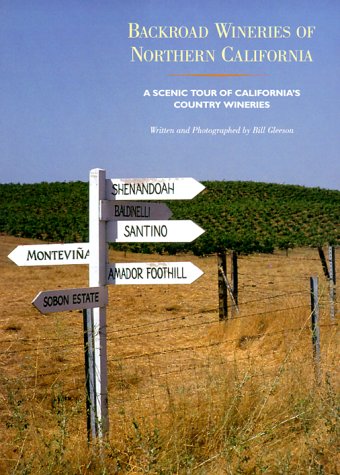 BACKROAD WINERIES OF
NORTHERN CALIFORNIA
A SCENIC TOUR OF CALIFORNIA'S
COUNTRY WINERIES
Written and Photographed by Bill Gleeson
SHENANDOAH
BALDINELLI
SANTINO
MONTEVIÑA
AMADOR FOOTHILL
SOBON ESTATE